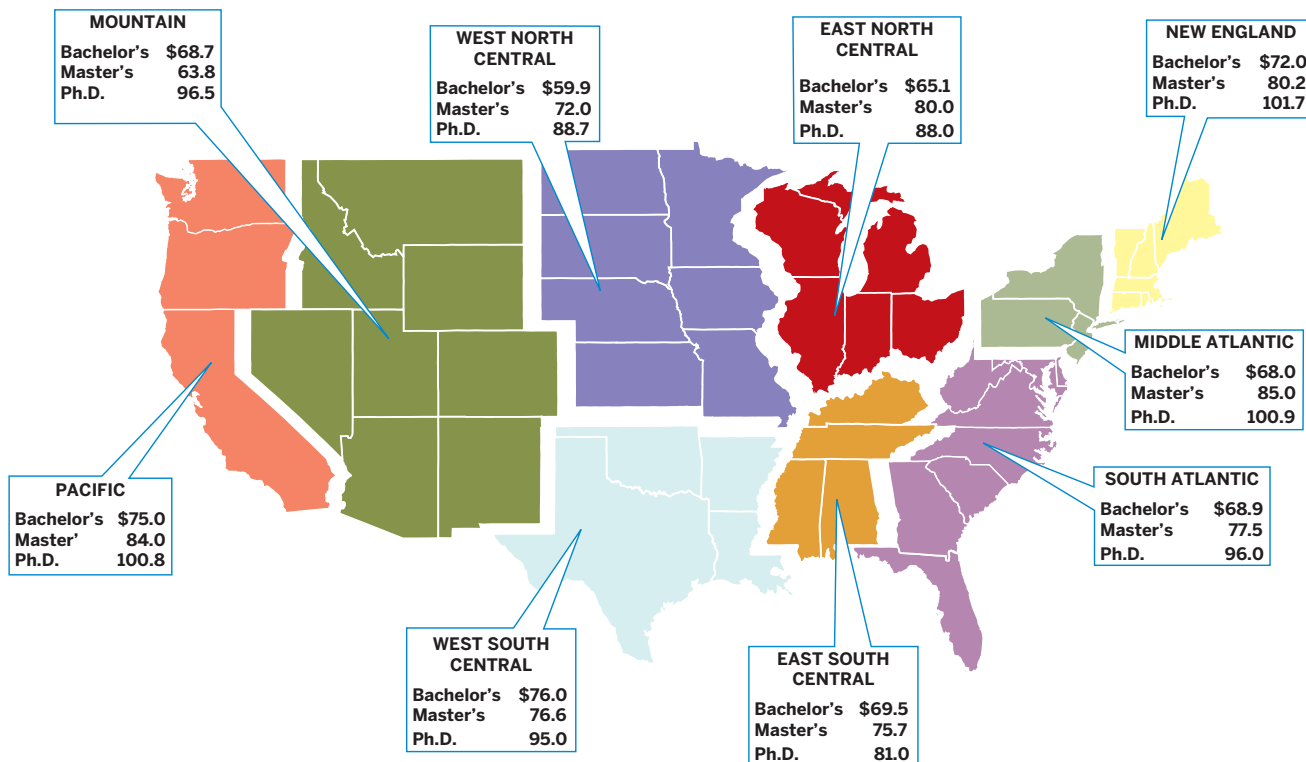 MOUNTAIN
Bachelor's $68.7
Master's 63.8
Ph.D. 96.5
WEST NORTH
CENTRAL
Bachelor's $59.9
Master's 72.0
Ph.D. 88.7
EAST NORTH
CENTRAL
Bachelor's $65.1
Master's 80.0
Ph.D. 88.0
NEW ENGLAND
Bachelor's $72.0
Master's 80.2
Ph.D. 101.7
MIDDLE ATLANTIC
Bachelor's $68.0
Master's 85.0
Ph.D. 100.9
SOUTH ATLANTIC
Bachelor's $68.9
Master's 77.5
Ph.D. 96.0
PACIFIC
Bachelor's $75.0
Master' 84.0
Ph.D. 100.8
WEST SOUTH
CENTRAL
Bachelor's $76.0
Master's 76.6
Ph.D. 95.0
EAST SOUTH
CENTRAL
Bachelor's $69.5
Master's 75.7
Ph.D. 81.0